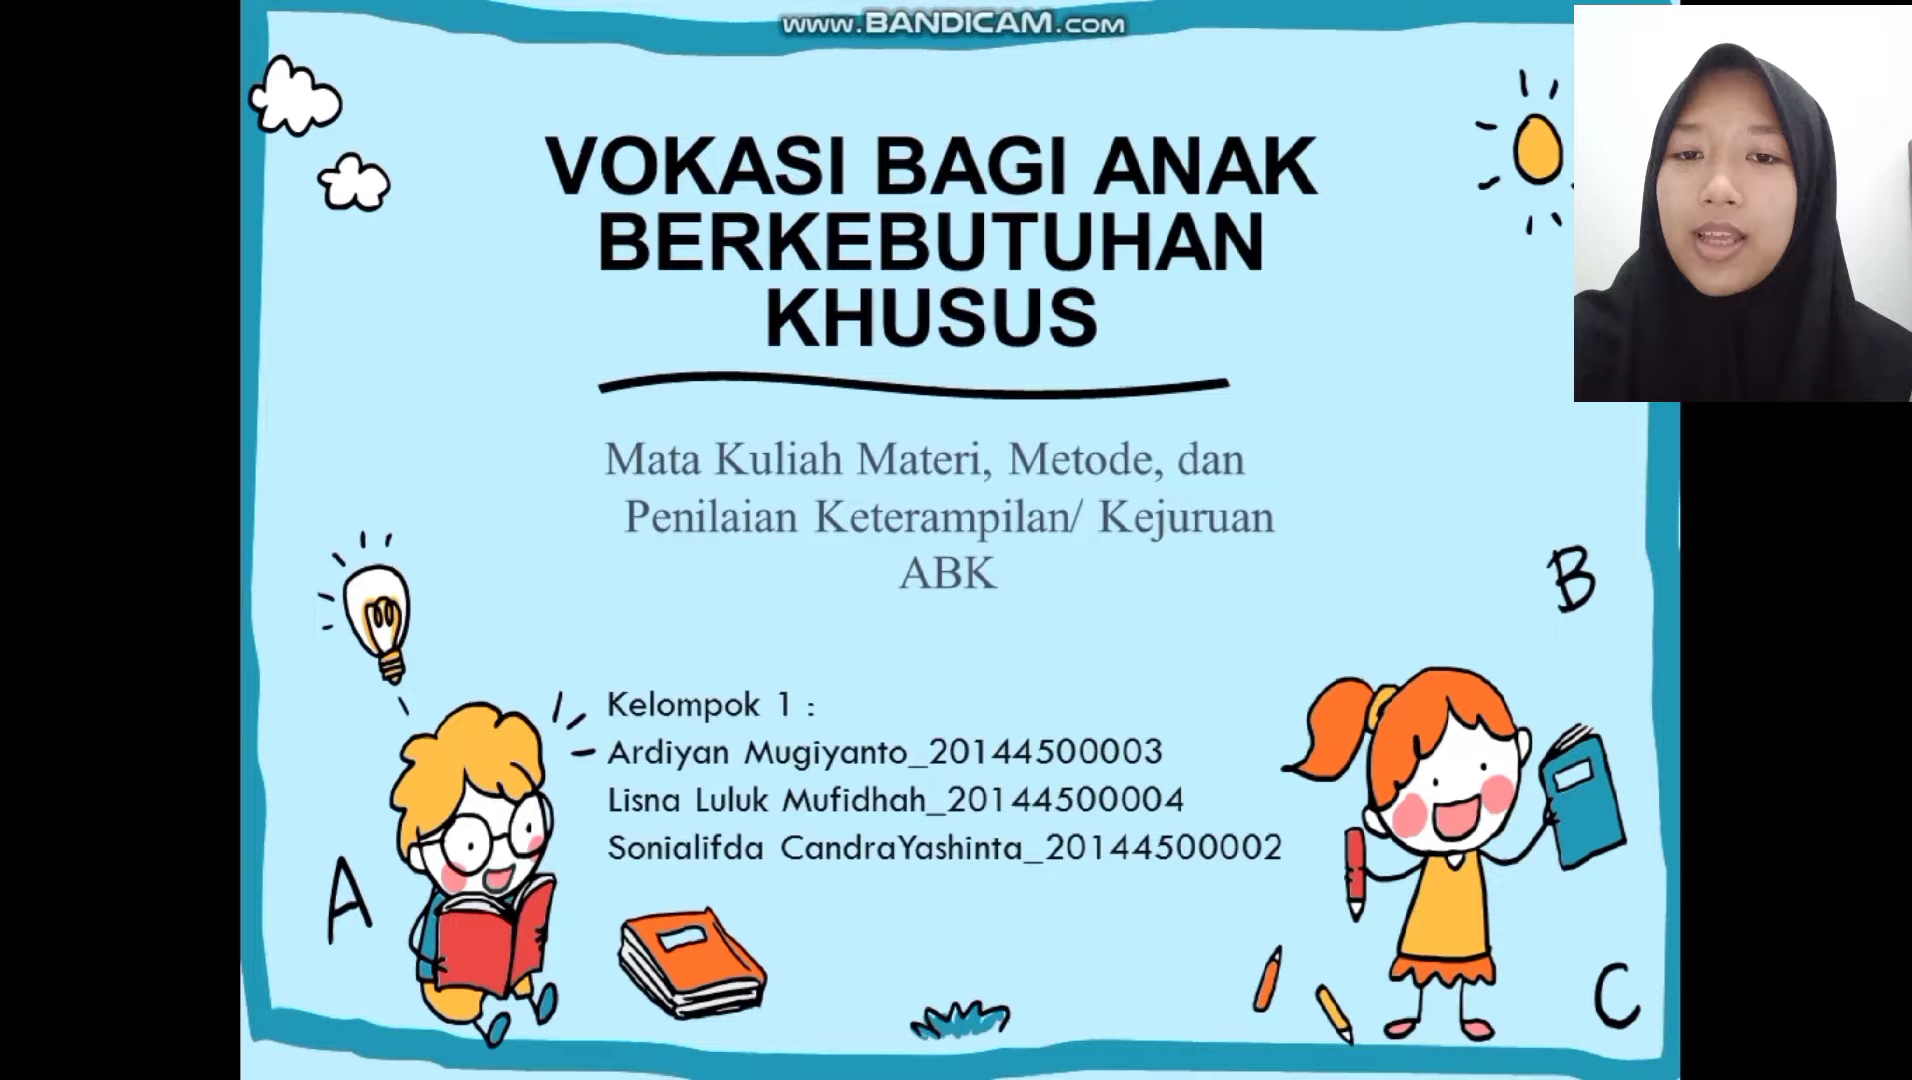 www.BANDICAM.com
VOKASI BAGI ANAK
BERKEBUTUHAN
KHUSUS
Mata Kuliah Materi, Metode, dan
Penilaian Keterampilan/ Kejuruan
ABK
B
Kelompok 1 :
Ardiyan Mugiyanto_20144500003
Lisna Luluk Mufidhah_20144500004
Sonialifda CandraYashinta_20144500002
A
C